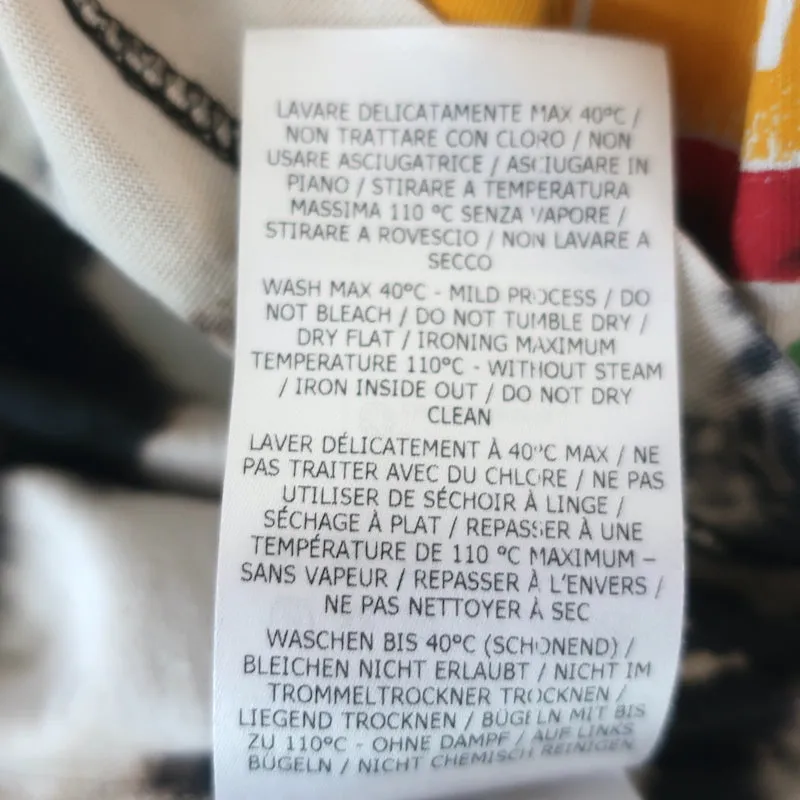 LAVARE DELICATAMENTE MAX 40°C /
NON TRATTARE CON CLORO / NON
USARE ASCIUGATRICE / ASCIUGARE IN
PIANO / STIRARE A TEMPERATURA
MASSIMA 110 °C SENZA VAPORE /
STIRARE A ROVESCIO / NON LAVARE A
SECCO
WASH MAX 40°C - MILD PROCESS / DO
NOT BLEACH / DO NOT TUMBLE DRY /
DRY FLAT / IRONING MAXIMUM
TEMPERATURE 110°C - WITHOUT STEAM
/ IRON INSIDE OUT / DO NOT DRY
CLEAN
LAVER DÉLICATEMENT À 40°C MAX / NE
PAS TRAITER AVEC DU CHLORE / NE PAS
UTILISER DE SÉCHOIR À LINGE /
SÉCHAGE À PLAT / REPASSER À UNE
TEMPÉRATURE DE 110 °C MAXIMUM –
SANS VAPEUR / REPASSER À L'ENVERS /
NE PAS NETTOYER À SEC
WASCHEN BIS 40°C (SCHONEND) /
BLEICHEN NICHT ERLAUBT / NICHT IM
TROMMELTROCKNER TROCKNEN /
LIEGEND TROCKNEN / BÜGELN MIT BIS
ZU 110°C - OHNE DAMPF / AUF LINKS
BÜGELN / NICHT CHEMISCH REINIGEN